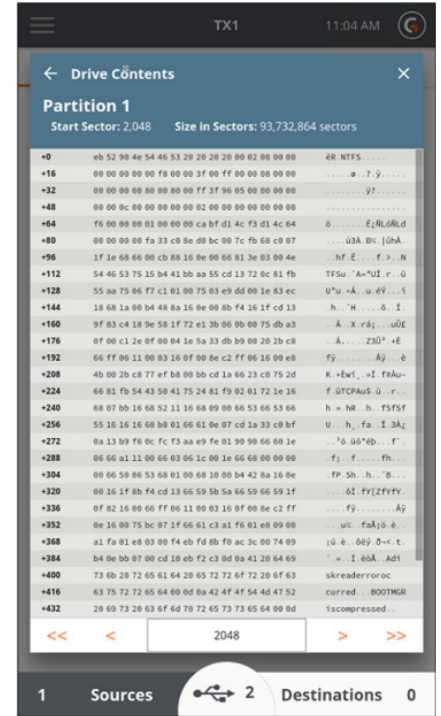 TX1 11:04 AM
Drive Contents
Partition 1
Start Sector: 2,048 Size in Sectors: 93,732,864 sectors
+0 eb 52 90 4e 54 46 53 20 20 20 20 00 02 08 00 00 ëR.NTFS.....
+16 00 00 00 00 00 f8 00 00 3f 00 ff 00 00 08 00 00
+32 00 00 00 00 80 00 80 00 ff 3f 96 05 00 00 00 00
+48 00 00 0c 00 00 00 00 00 02 00 00 00 00 00 00 00
+64 f6 00 00 00 01 00 00 00 ca bf d1 4c f3 d1 4c 64
+80 00 00 00 00 fa 33 c0 8e d0 bc 00 7c fb 68 c0 07
+96 1f 1e 68 66 00 cb 88 16 0e 00 66 81 3e 03 00 4e
+112 54 46 53 75 15 b4 41 bb aa 55 cd 13 72 0c 81 fb
+128 55 aa 75 06 f7 c1 01 00 75 03 e9 dd 00 1e 83 ec
+144 18 68 1a 00 b4 48 8a 16 0e 00 8b f4 16 1f cd 13
+160 9f 83 c4 18 9e 58 1f 72 e1 3b 06 0b 00 75 db a3
+176 0f 00 c1 2e 0f 00 04 1e 5a 33 db b9 00 20 2b c8
+192 66 ff 06 11 00 03 16 0f 00 8e c2 ff 06 16 00 e8
+208 4b 00 2b c8 77 ef b8 00 bb cd 1a 66 23 c0 75 2d
+224 66 81 fb 54 43 50 41 75 24 81 f9 02 01 72 1e 16
+240 68 07 bb 16 68 52 11 16 68 09 00 66 53 66 53 66
+256 55 16 16 16 68 b8 01 66 61 0e 07 cd 1a 33 c0 bf
+272 0a 13 b9 f6 0c fc f3 aa e9 fe 01 90 90 66 60 1e
+288 06 66 a1 11 00 66 03 06 1c 00 1e 66 68 00 00 00
+304 00 66 50 06 53 68 01 00 68 10 00 b4 42 8a 16 0e
+320 00 16 1f 8b f4 cd 13 66 59 5b 5a 66 59 66 59 1f
+336 0f 82 16 00 66 ff 06 11 00 03 16 0f 00 8e c2 ff
+352 0e 16 00 75 bc 07 1f 66 61 c3 a1 f6 01 e8 09 00
+368 a1 fa 01 e8 03 00 f4 eb fd 8b f0 ac 3c 00 74 09
+384 b4 0e bb 07 00 cd 10 eb f2 c3 0d 0a 41 20 64 69
+400 73 6b 20 72 65 61 64 20 65 72 72 6f 72 20 6f 63 skreaderroroc
+416 63 75 72 72 65 64 00 0d 0a 42 4f 4f 54 4d 47 52 curred...BOOTMGR
+432 20 69 73 20 63 6f 6d 70 72 65 73 73 65 64 00 0d iscompressed..
<< < 2048 > >>
1 Sources 2 Destinations 0